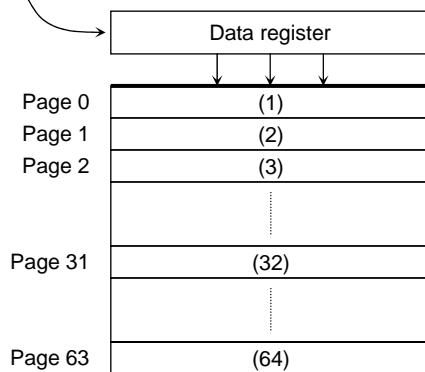 Data register
Page 0 (1)
Page 1 (2)
Page 2 (3)
Page 31 (32)
Page 63 (64)